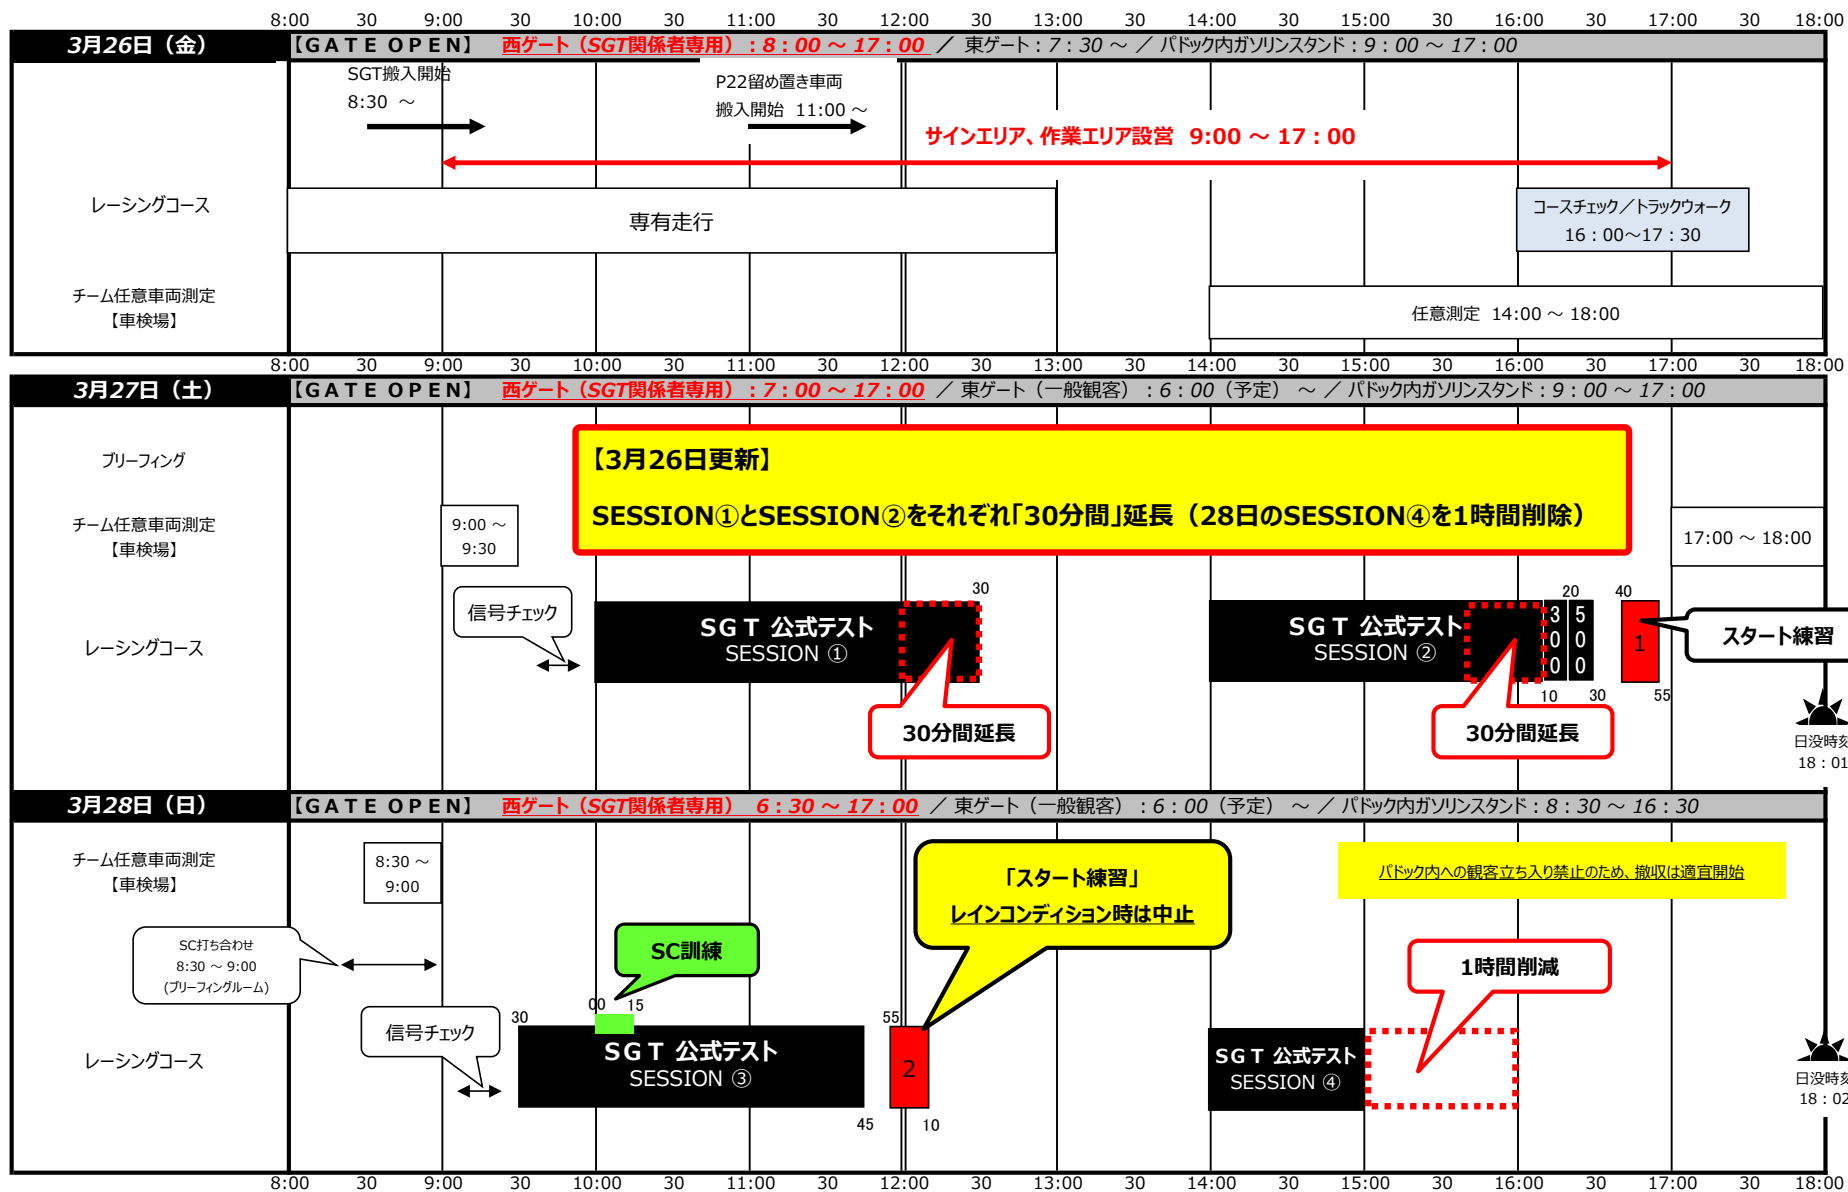 8:00 30 9:00 30 10:00 30 11:00 30 12:00 30 13:00 30 14:00 30 15:00 30 16:00 30 17:00 30 18:00
3月26日（金） 【GATE OPEN】 西ゲート（SGT関係者専用）：8：00 ～ 17：00 ／ 東ゲート：7：30 ～ ／ パドック内ガソリンスタンド：9：00 ～ 17：00
SGT搬入開始
8:30 ～
P22留め置き車両
搬入開始 11:00 ～
サインエリア、作業エリア設営 9:00 ～ 17：00
レーシングコース
専有走行
コースチェック／トラックウォーク
16：00～17：30
チーム任意車両測定
【車検場】
任意測定 14:00 ～ 18:00
8:00 30 9:00 30 10:00 30 11:00 30 12:00 30 13:00 30 14:00 30 15:00 30 16:00 30 17:00 30 18:00
3月27日（土） 【GATE OPEN】 西ゲート（SGT関係者専用）：7：00 ～ 17：00 ／ 東ゲート（一般観客）：6：00（予定） ～ ／ パドック内ガソリンスタンド：9：00 ～ 17：00
ブリーフィング
【3月26日更新】
SESSION①とSESSION②をそれぞれ「30分間」延長（28日のSESSION④を1時間削除）
チーム任意車両測定
【車検場】
9:00 ～
9:30
17:00 ～ 18:00
レーシングコース
信号チェック
SGT 公式テスト
SESSION ①
30
30分間延長
SGT 公式テスト
SESSION ②
30分間延長
300
500
20
10 30
40
1
55
スタート練習
日没時刻
18：01
3月28日（日） 【GATE OPEN】 西ゲート（SGT関係者専用） 6：30 ～ 17：00 ／ 東ゲート（一般観客）：6：00（予定） ～ ／ パドック内ガソリンスタンド：8：30 ～ 16：30
チーム任意車両測定
【車検場】
8:30 ～
9:00
「スタート練習」
レインコンディション時は中止
パドック内への観客立ち入り禁止のため、撤収は適宜開始
SC打ち合わせ
8:30 ～ 9:00
(ブリーフィングルーム)
SC訓練
1時間削減
レーシングコース
信号チェック
30
00 15
SGT 公式テスト
SESSION ③
45
55
2
10
SGT 公式テスト
SESSION ④
日没時刻
18：02
8:00 30 9:00 30 10:00 30 11:00 30 12:00 30 13:00 30 14:00 30 15:00 30 16:00 30 17:00 30 18:00